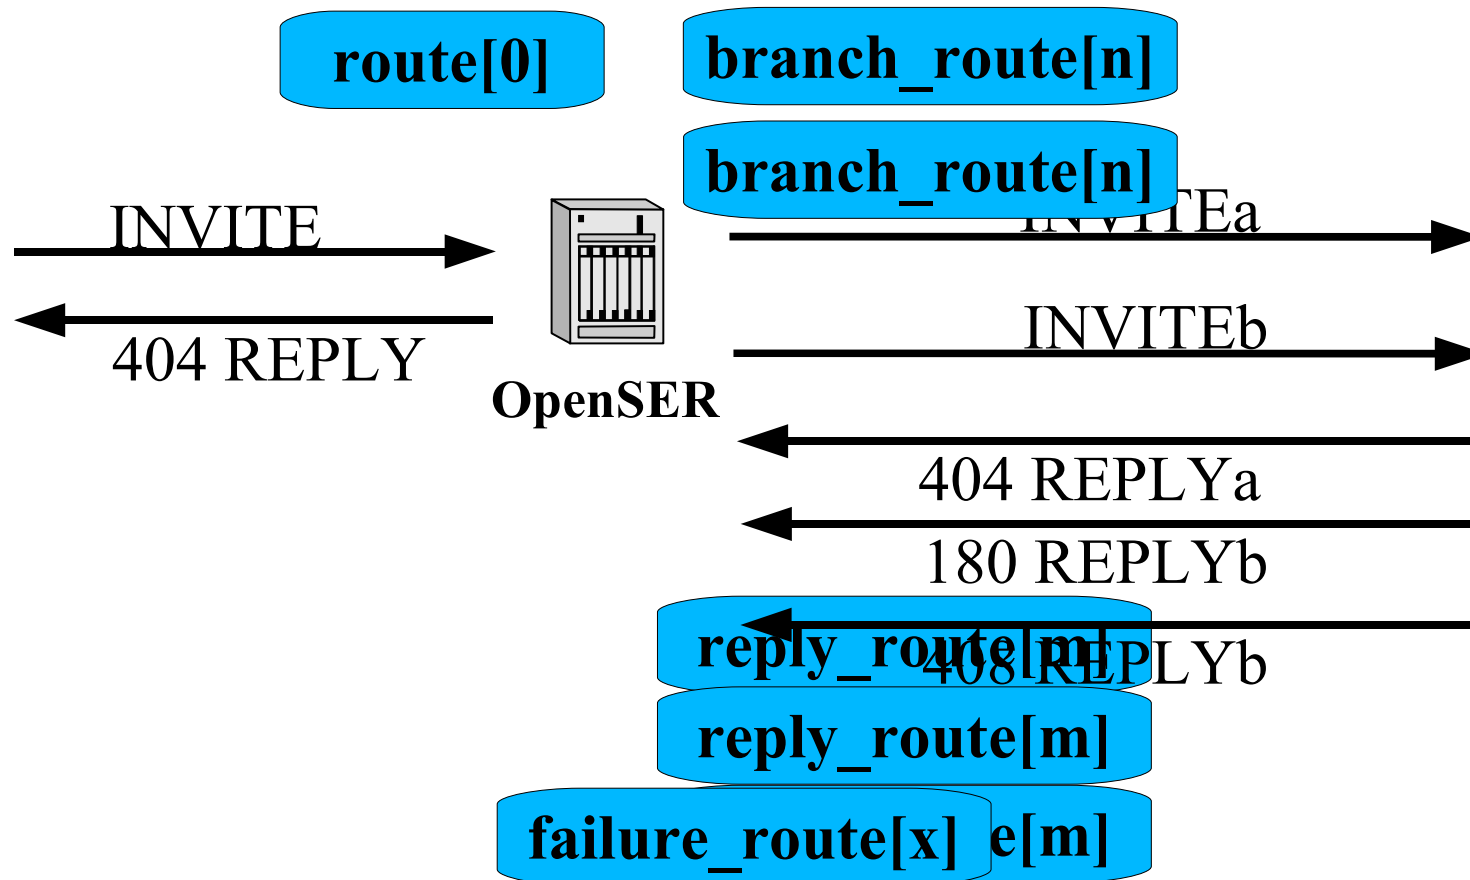 route[0]
branch_route[n]
branch_route[n]
INVITE
INVITEa
404 REPLY
INVITEb
OpenSER
404 REPLYa
180 REPLYb
reply_route[m]
408 REPLYb
reply_route[m]
failure_route[x]
e[m]